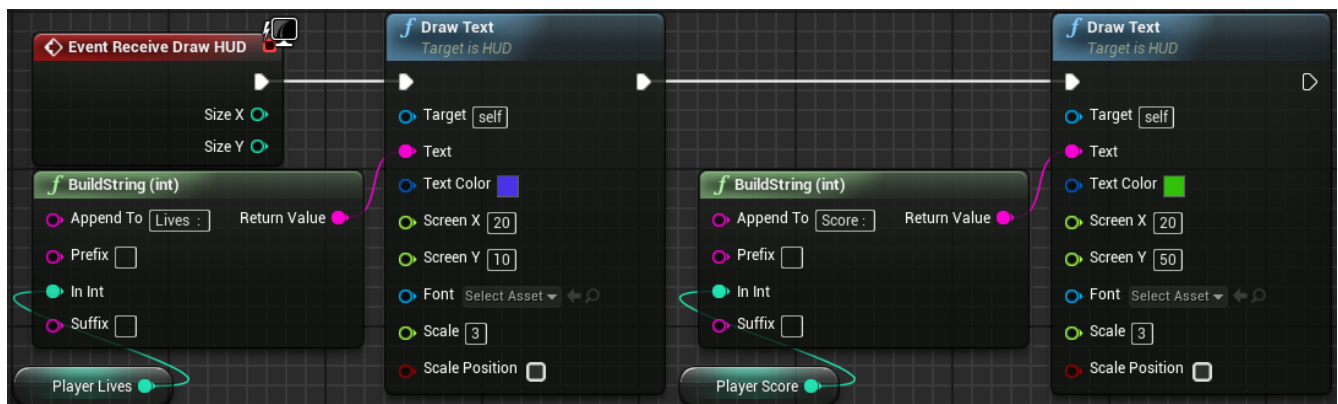 Event Receive Draw HUD
Size X
Size Y
f BuildString (int)
Append To Lives : Return Value
Prefix
In Int
Suffix
Player Lives
f Draw Text
Target is HUD
Target self
Text
Text Color
Screen X 20
Screen Y 10
Font Select Asset
Scale 3
Scale Position
f BuildString (int)
Append To Score : Return Value
Prefix
In Int
Suffix
Player Score
f Draw Text
Target is HUD
Target self
Text
Text Color
Screen X 20
Screen Y 50
Font Select Asset
Scale 3
Scale Position